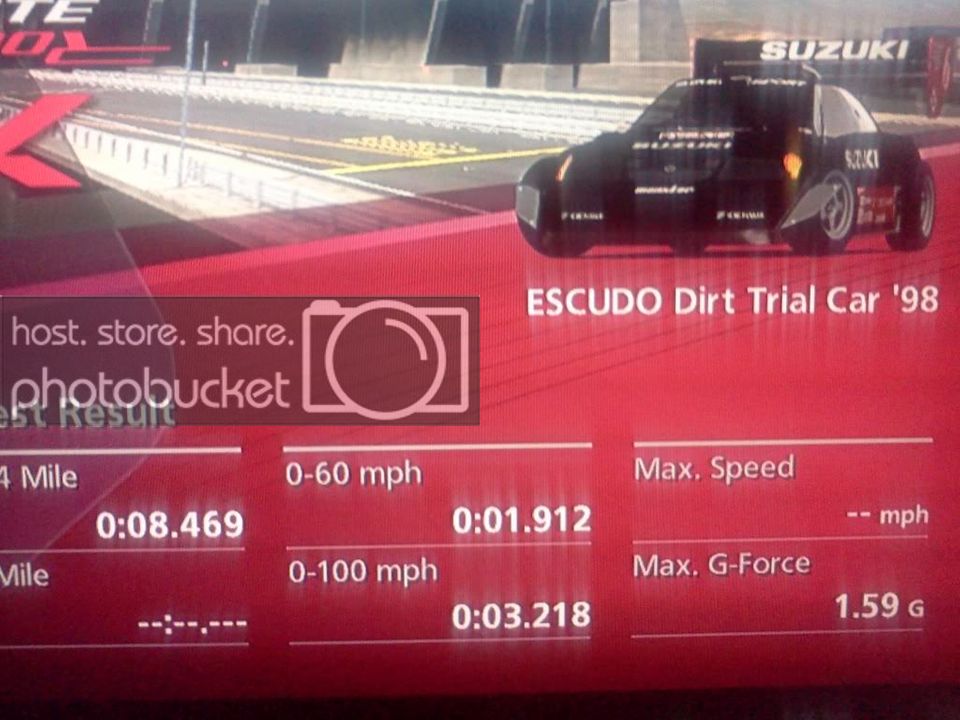 TE
SUZUKI
SUZUKI
SUZUKI
ESCUDO Dirt Trial Car '98
host. store. share.
photobucket
est Result
4 Mile
0:08.469
0-60 mph
0:01.912
Max. Speed
-- mph
Mile
--:--.---
0-100 mph
0:03.218
Max. G-Force
1.59 G